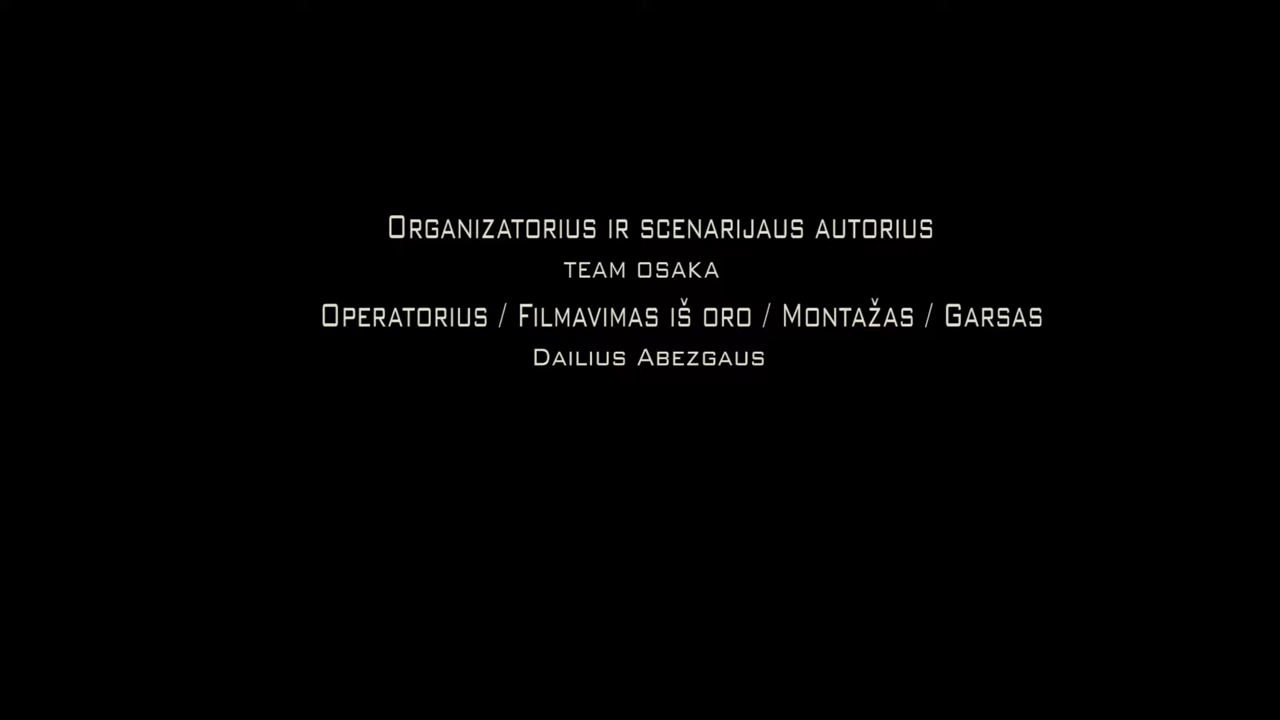 Organizatorius ir scenarijaus autorius
TEAM OSAKA
Operatorius / Filmavimas iš oro / Montažas / Garsas
Dailius Abezgaus